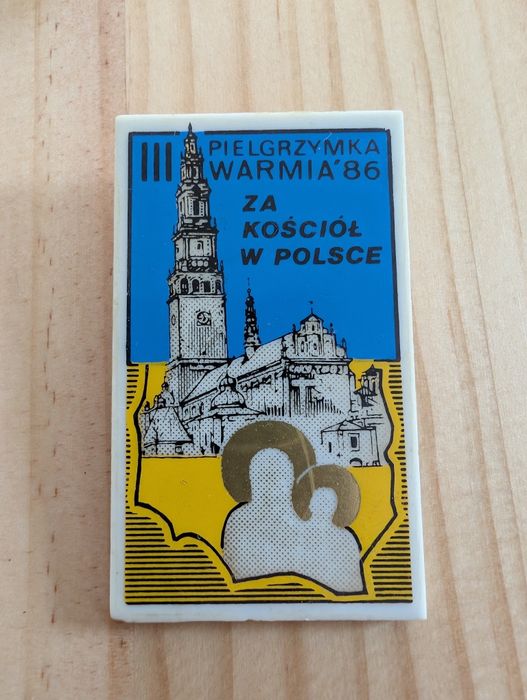 III PIELGRZYMKA
WARMIA'86
ZA
KOŚCIÓŁ
W POLSCE